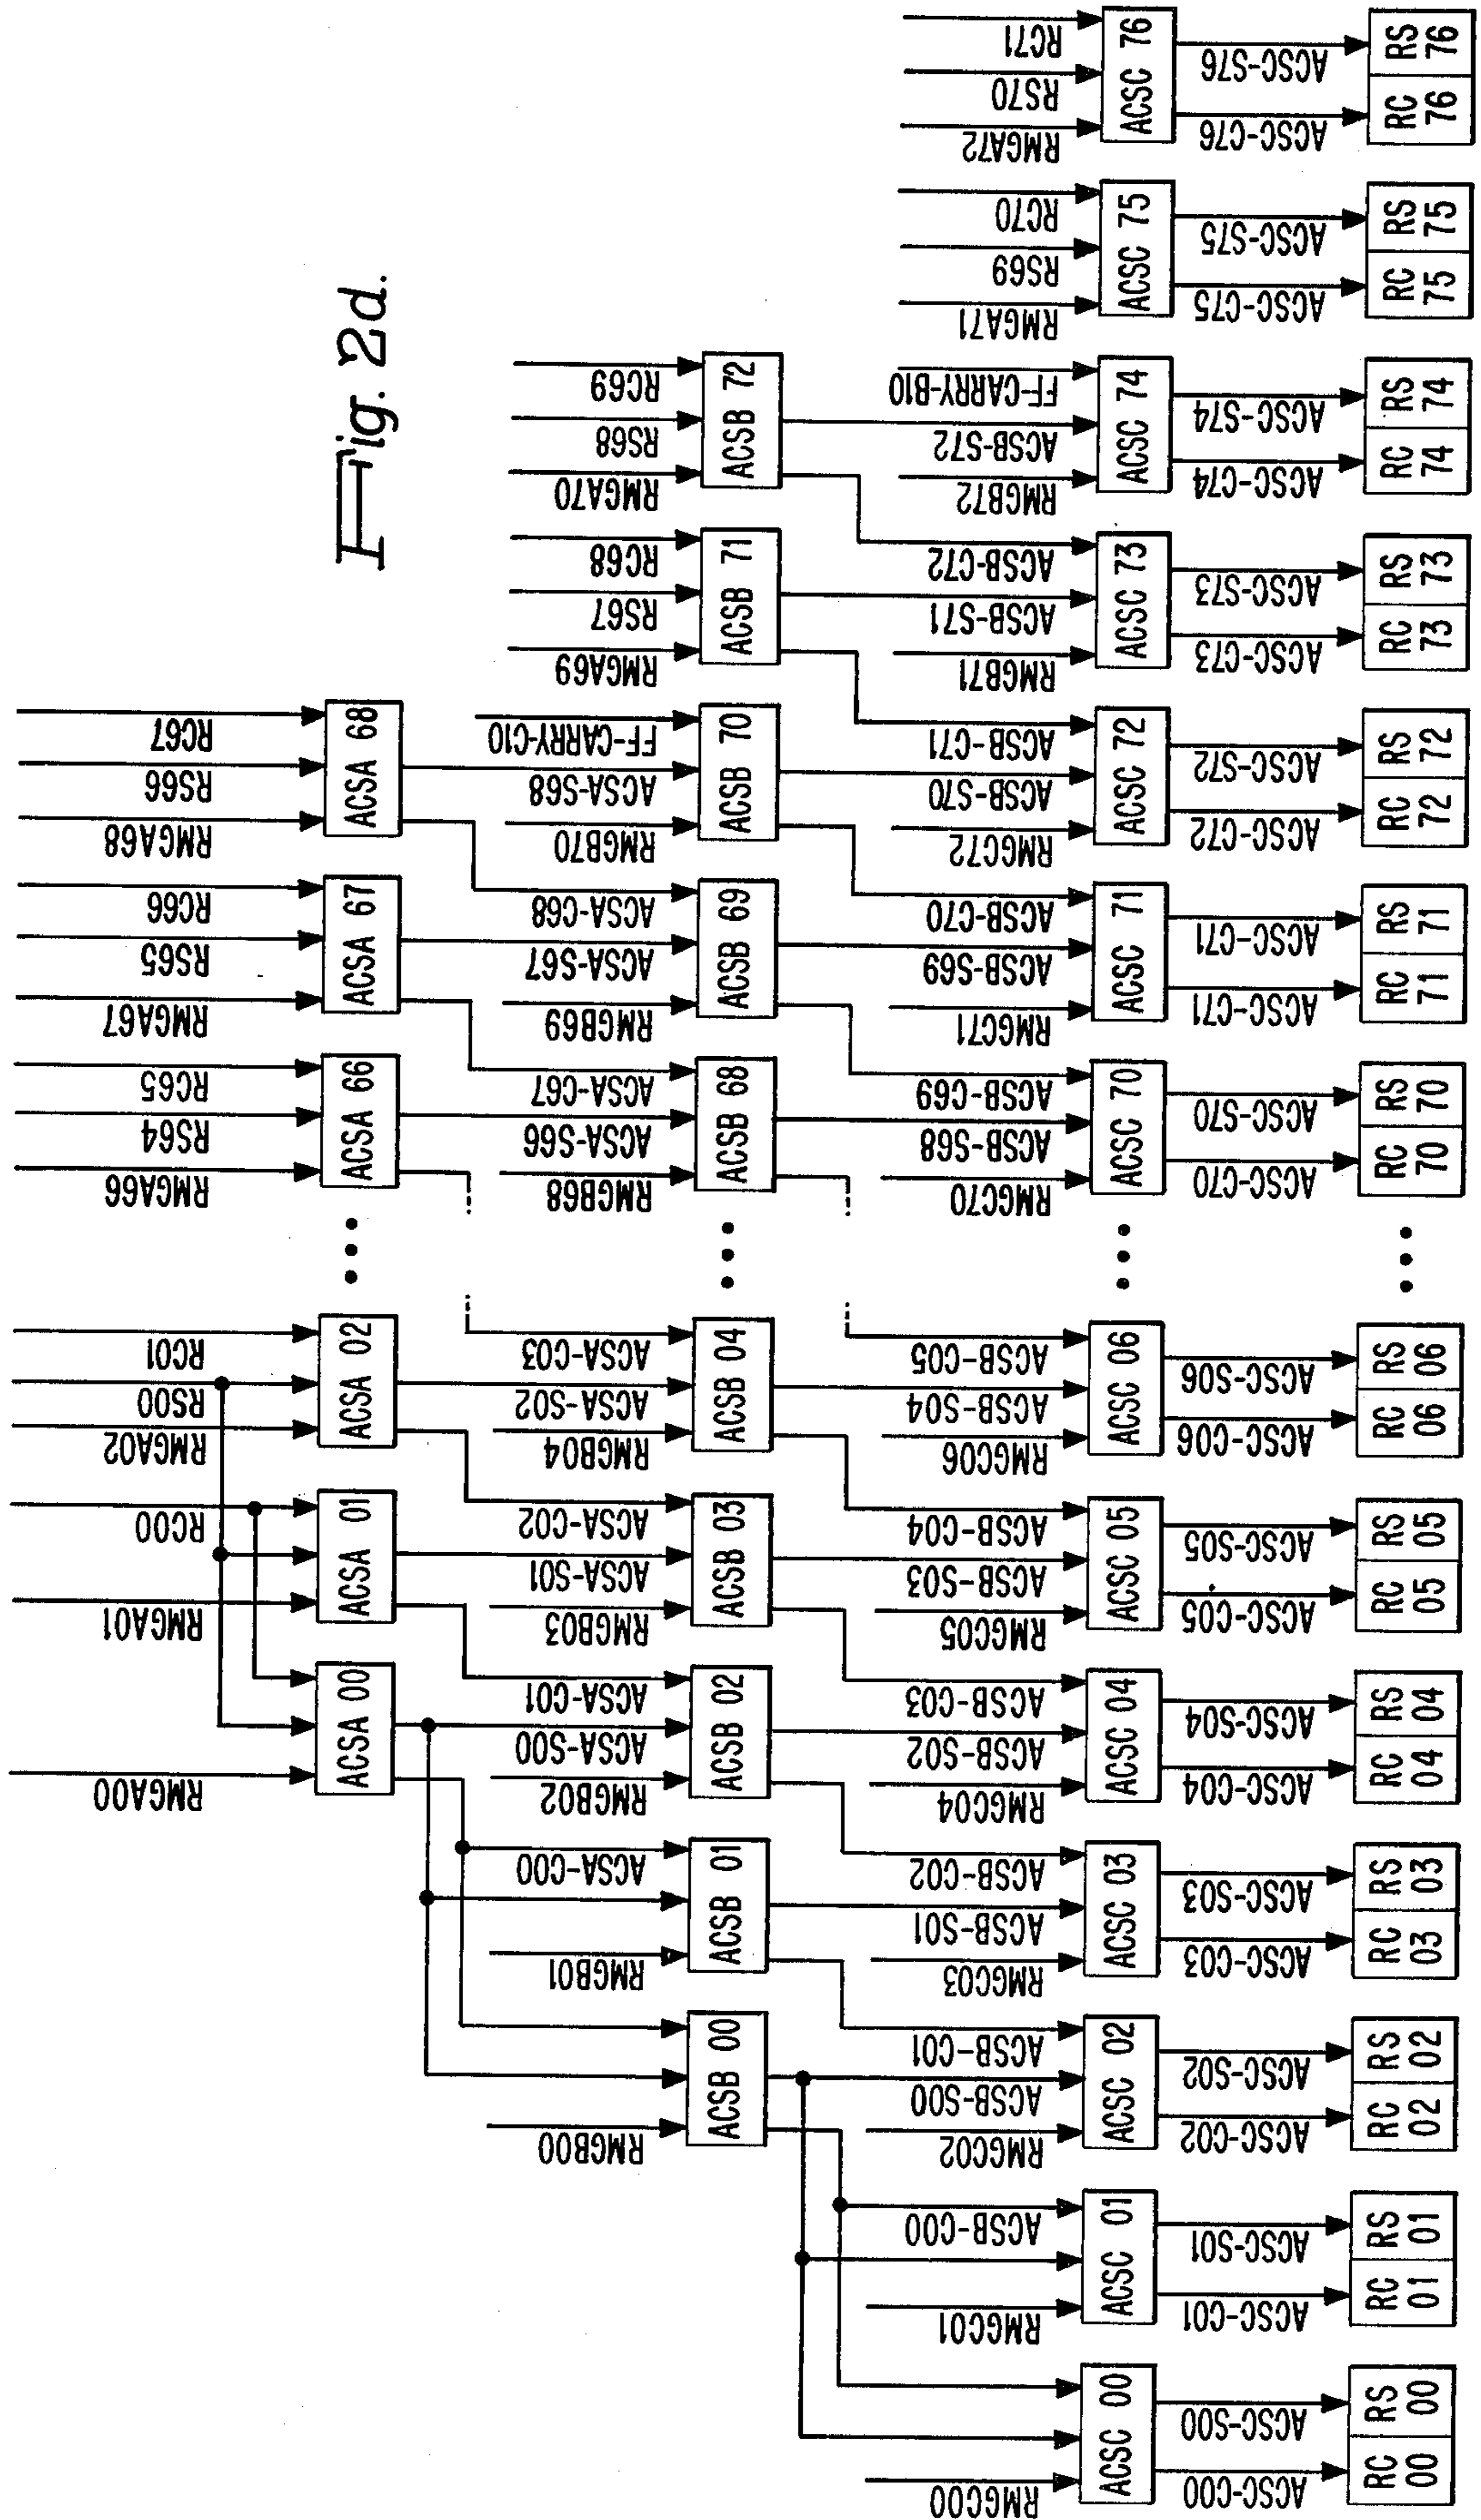 Fig. 2d.
RMGA00
RMGA01
RC00
RMGA02
RS00
RC01
RMGA66
RS64
RC65
RMGA67
RS65
RC66
RMGA68
RS66
RC67
ACSA 00
ACSA 01
ACSA 02
...
ACSA 66
ACSA 67
ACSA 68
RMGB00
RMGB01
ACSA-C00
RMGB02
ACSA-S00
ACSA-C01
RMGB03
ACSA-S01
ACSA-C02
RMGB04
ACSA-S02
ACSA-C03
RMGB68
ACSA-S66
ACSA-C67
RMGB69
ACSA-S67
ACSA-C68
RMGB70
ACSA-S68
FF-CARRY-C10
RMGA69
RS67
RC68
RMGA70
RS68
RC69
ACSB 00
ACSB 01
ACSB 02
ACSB 03
ACSB 04
...
ACSB 68
ACSB 69
ACSB 70
ACSB 71
ACSB 72
RMGC00
RMGC01
ACSB-C00
RMGC02
ACSB-S00
ACSB-C01
RMGC03
ACSB-S01
ACSB-C02
RMGC04
ACSB-S02
ACSB-C03
RMGC05
ACSB-S03
ACSB-C04
RMGC06
ACSB-S04
ACSB-C05
RMGC70
ACSB-S68
ACSB-C69
RMGC71
ACSB-S69
ACSB-C70
RMGC72
ACSB-S70
ACSB-C71
RMGB71
ACSB-S71
ACSB-C72
RMGB72
ACSB-S72
FF-CARRY-B10
RMGA71
RS69
RC70
RMGA72
RS70
RC71
ACSC 00
ACSC 01
ACSC 02
ACSC 03
ACSC 04
ACSC 05
ACSC 06
...
ACSC 70
ACSC 71
ACSC 72
ACSC 73
ACSC 74
ACSC 75
ACSC 76
ACSC-C00
ACSC-S00
ACSC-C01
ACSC-S01
ACSC-C02
ACSC-S02
ACSC-C03
ACSC-S03
ACSC-C04
ACSC-S04
ACSC-C05
ACSC-S05
ACSC-C06
ACSC-S06
ACSC-C70
ACSC-S70
ACSC-C71
ACSC-C71
ACSC-C72
ACSC-S72
ACSC-C73
ACSC-S73
ACSC-C74
ACSC-S74
ACSC-C75
ACSC-S75
ACSC-C76
ACSC-S76
RC RS
00 00
RC RS
01 01
RC RS
02 02
RC RS
03 03
RC RS
04 04
RC RS
05 05
RC RS
06 06
...
RC RS
70 70
RC RS
71 71
RC RS
72 72
RC RS
73 73
RC RS
74 74
RC RS
75 75
RC RS
76 76